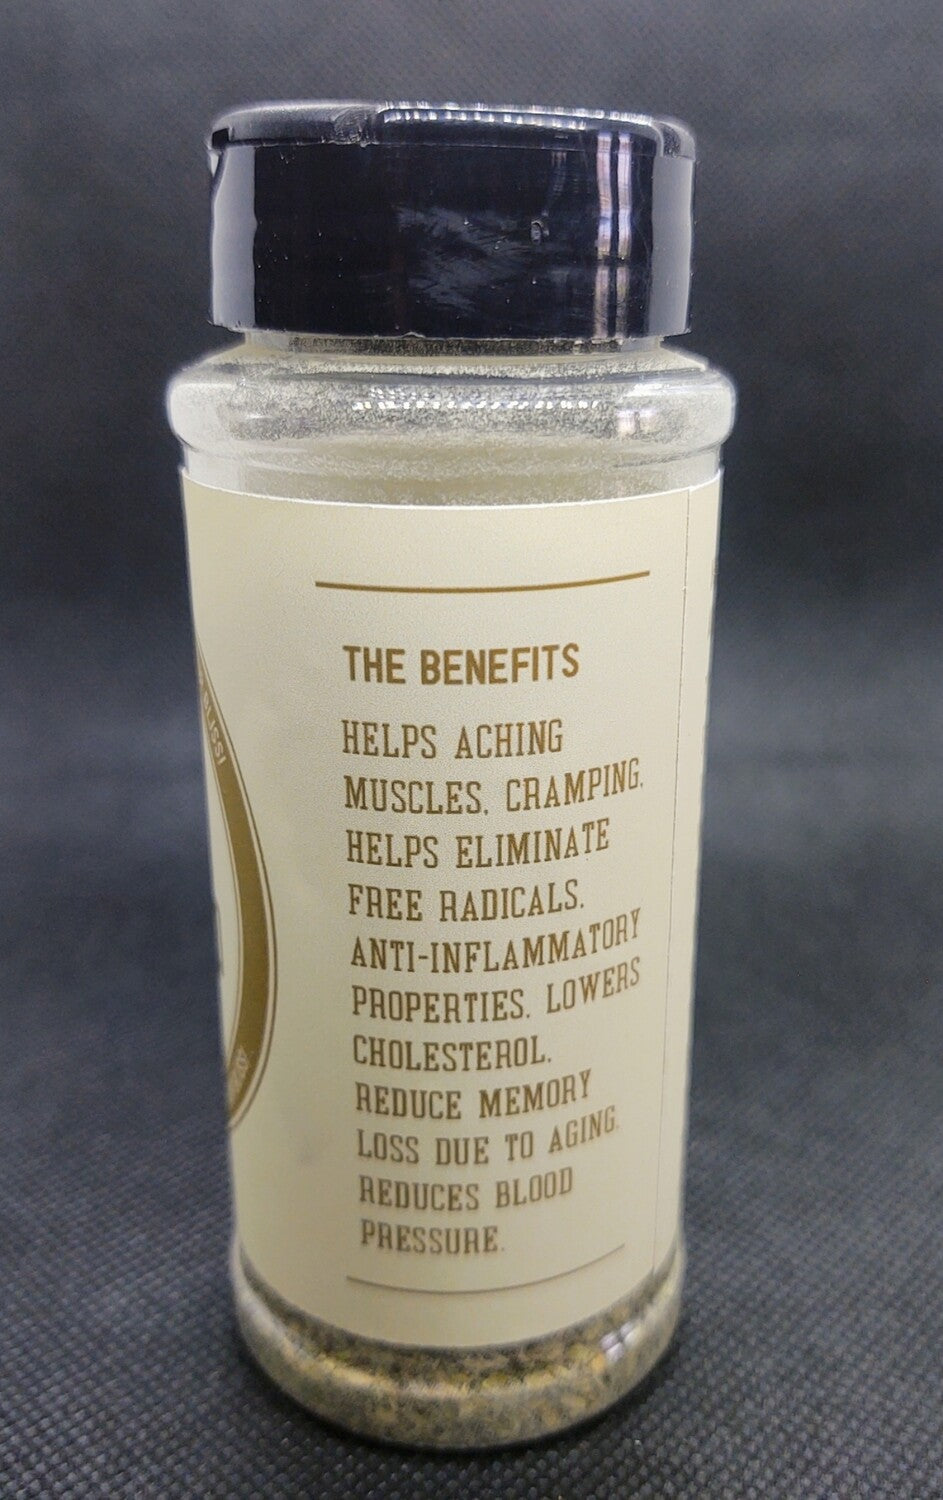 THE BENEFITS
HELPS ACHING
MUSCLES, CRAMPING,
HELPS ELIMINATE
FREE RADICALS,
ANTI-INFLAMMATORY
PROPERTIES, LOWERS
CHOLESTEROL,
REDUCE MEMORY
LOSS DUE TO AGING,
REDUCES BLOOD
PRESSURE.